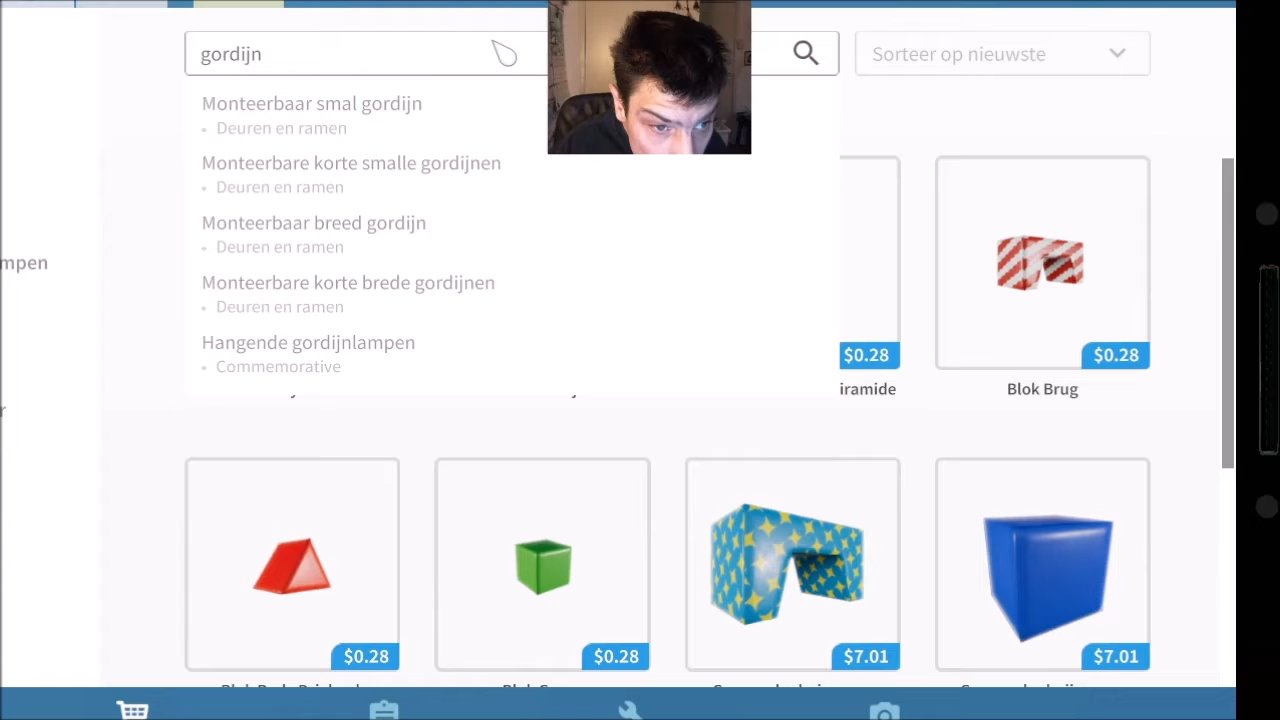 gordijn
Sorteer op nieuwste
Monteerbaar smal gordijn
Deuren en ramen
Monteerbare korte smalle gordijnen
Deuren en ramen
Monteerbaar breed gordijn
Deuren en ramen
Monteerbare korte brede gordijnen
Deuren en ramen
Hangende gordijnlampen
Commemorative
mpen
$0.28
$0.28
iramide
Blok Brug
$0.28
$0.28
$7.01
$7.01